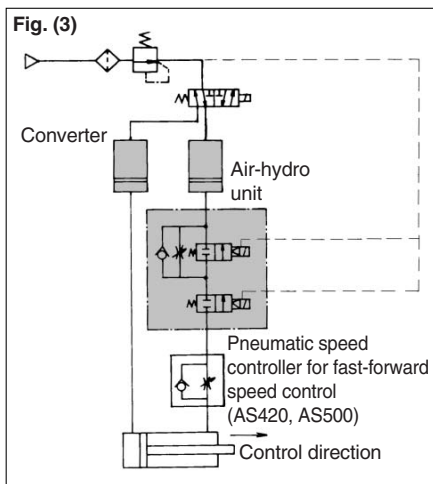 Fig. (3)
Converter
Air-hydro
unit
Pneumatic speed
controller for fast-forward
speed control
(AS420, AS500)
Control direction